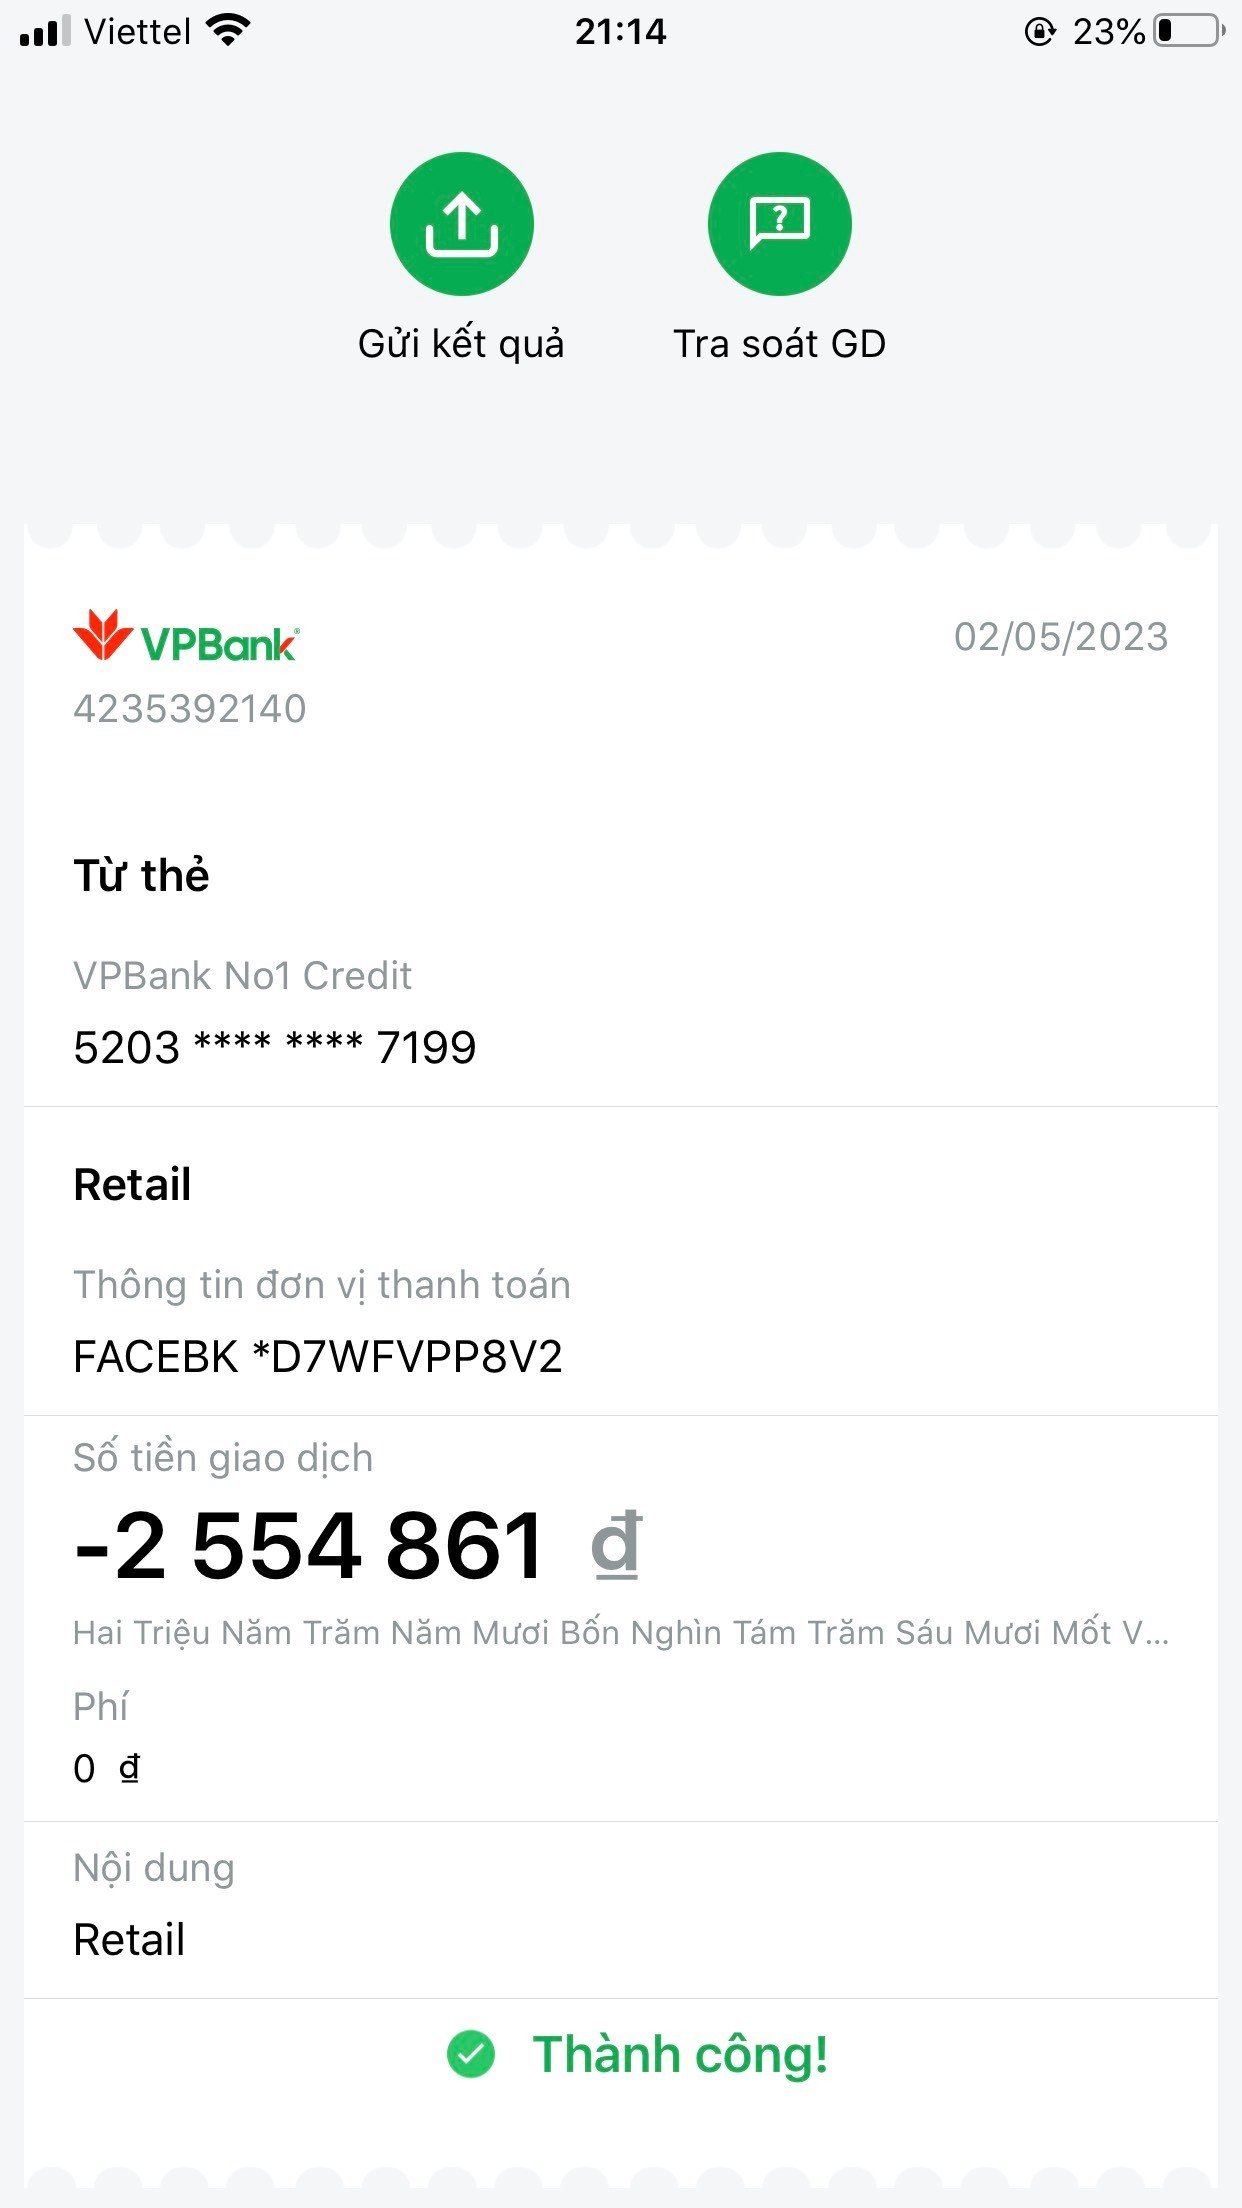 Viettel 21:14 23%
Gửi kết quả Tra soát GD
VPBank® 02/05/2023
4235392140
Từ thẻ
VPBank No1 Credit
5203 **** **** 7199
Retail
Thông tin đơn vị thanh toán
FACEBK *D7WFVPP8V2
Số tiền giao dịch
-2 554 861 ₫
Hai Triệu Năm Trăm Năm Mươi Bốn Nghìn Tám Trăm Sáu Mươi Mốt V...
Phí
0 ₫
Nội dung
Retail
Thành công!